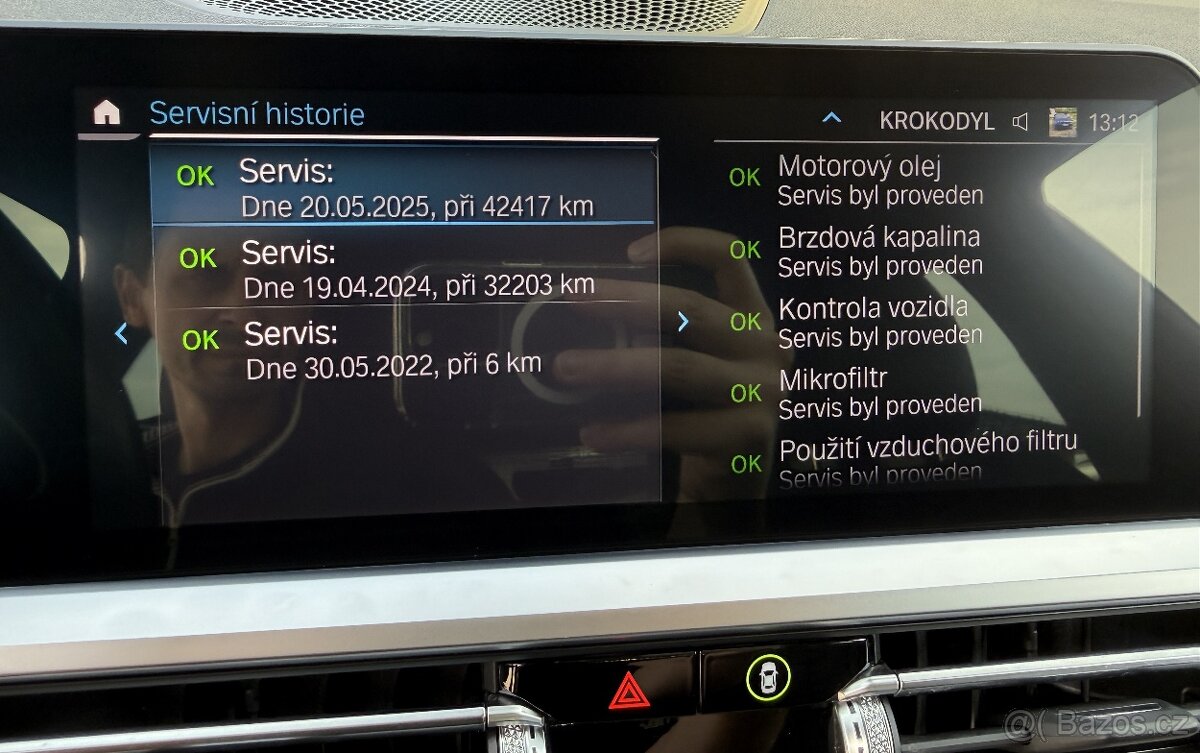 Servisní historie
KROKODYL
13:12
OK
Servis:
Dne 20.05.2025, při 42417 km
OK
Servis:
Dne 19.04.2024, při 32203 km
OK
Servis:
Dne 30.05.2022, při 6 km
OK
Motorový olej
Servis byl proveden
OK
Brzdová kapalina
Servis byl proveden
OK
Kontrola vozidla
Servis byl proveden
OK
Mikrofiltr
Servis byl proveden
OK
Použití vzduchového filtru
Servis byl proveden
Bazos.cz